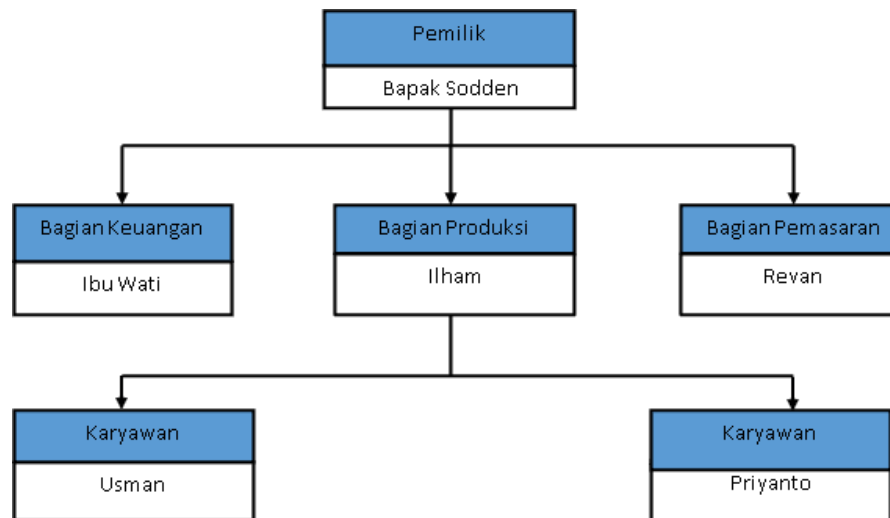 Pemilik
Bapak Sodden
Bagian Keuangan
Ibu Wati
Bagian Produksi
Ilham
Bagian Pemasaran
Revan
Karyawan
Usman
Karyawan
Priyanto